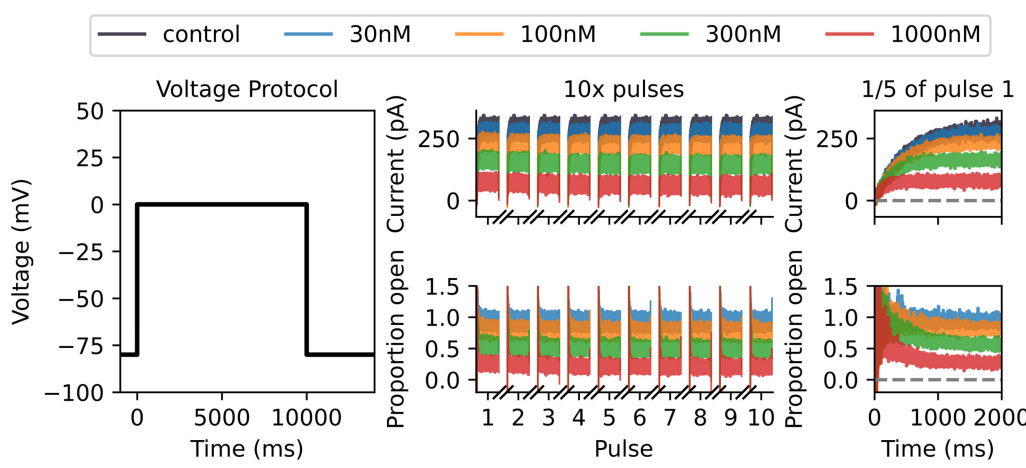 control 30nM 100nM 300nM 1000nM
Voltage Protocol
10x pulses
1/5 of pulse 1
Voltage (mV)
50
25
0
−25
−50
−75
−100
0 5000 10000
Time (ms)
Current (pA)
250
0
Current (pA)
250
0
Proportion open
1.5
1.0
0.5
0.0
1 2 3 4 5 6 7 8 9 10
Pulse
Proportion open
1.5
1.0
0.5
0.0
0 1000 2000
Time (ms)